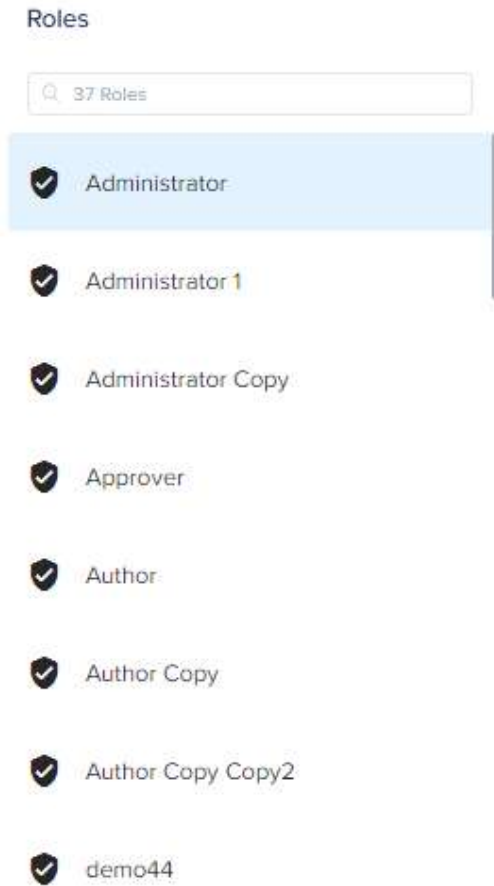 Roles
37 Roles
Administrator
Administrator 1
Administrator Copy
Approver
Author
Author Copy
Author Copy Copy2
demo44